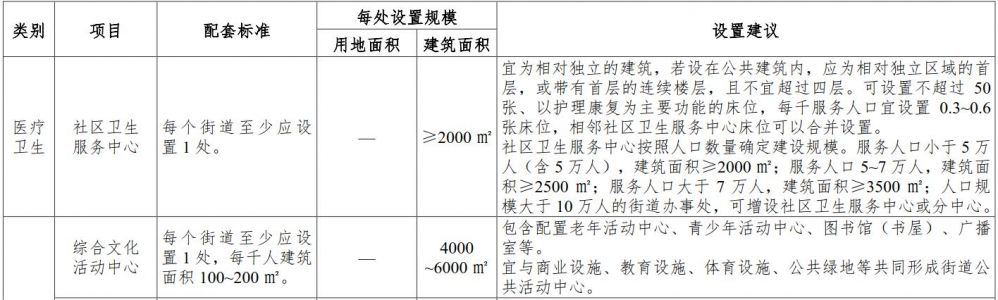 类别
项目
配套标准
每处设置规模
用地面积
建筑面积
设置建议
医疗
卫生
社区卫生
服务中心
每个街道至少应设
置1处。
—
≥2000 ㎡
宜为相对独立的建筑，若设在公共建筑内，应为相对独立区域的首
层，或带有首层的连续楼层，且不宜超过四层。可设置不超过 50
张、以护理康复为主要功能的床位，每千服务人口宜设置 0.3~0.6
张床位，相邻社区卫生服务中心床位可以合并设置。
社区卫生服务中心按照人口数量确定建设规模。服务人口小于 5 万
人（含 5 万人），建筑面积≥2000 ㎡；服务人口 5~7 万人，建筑面
积≥2500 ㎡；服务人口大于 7 万人，建筑面积≥3500 ㎡；人口规
模大于 10 万人的街道办事处，可增设社区卫生服务中心或分中心。
综合文化
活动中心
每个街道至少应设
置1处，每千人建筑
面积 100~200 ㎡。
—
4000
~6000 ㎡
包含配置老年活动中心、青少年活动中心、图书馆（书屋）、广播
室等。
宜与商业设施、教育设施、体育设施、公共绿地等共同形成街道公
共活动中心。